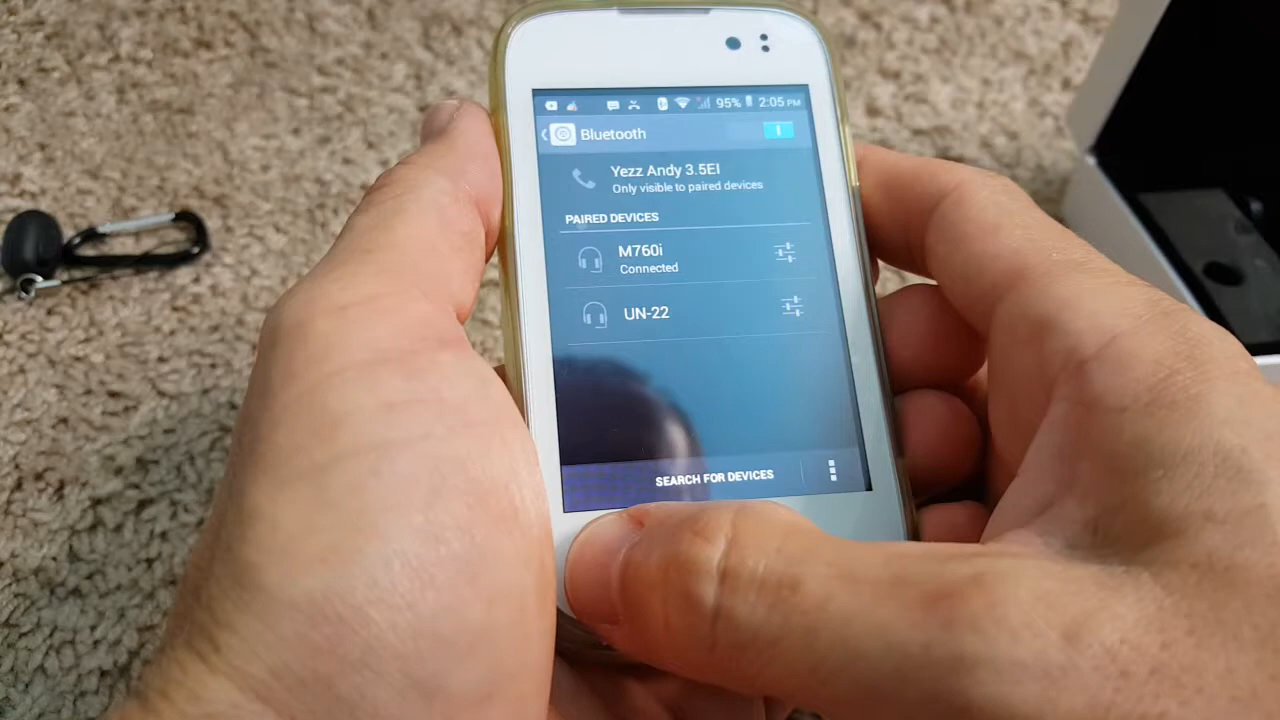 95% 2:05 PM
Bluetooth
Yezz Andy 3.5EI
Only visible to paired devices
PAIRED DEVICES
M760i
Connected
UN-22
SEARCH FOR DEVICES